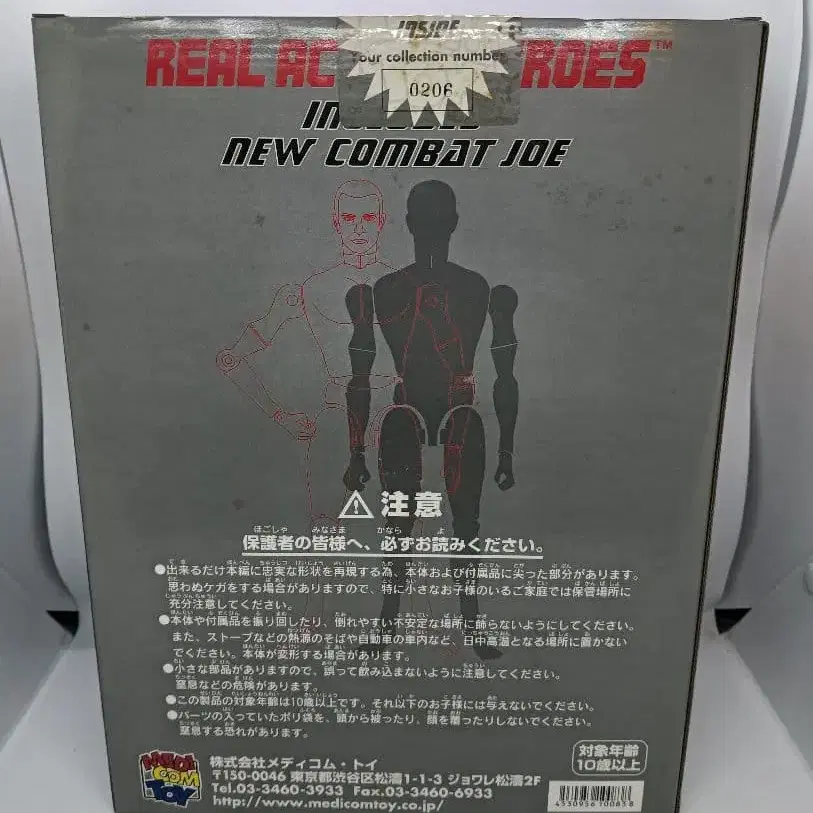 INSIDE
Your collection number
0206
REAL AC ROES™
NEW COMBAT JOE
注意
ほごしゃ みなさま かなら よ
保護者の皆様へ、必ずお読みください。
●出来るだけ本編に忠実な形状を再現する為、本体および付属品に尖った部分があります。
思わぬケガをする場合がありますので、特に小さなお子様のいるご家庭では保管場所に
充分注意してください。
●本体や付属品を振り回したり、倒れやすい不安定な場所に飾らないようにしてください。
また、ストーブなどの熱源のそばや自動車の車内など、日中高温となる場所に置かない
でください。本体が変形する場合があります。
●小さな部品がありますので、誤って飲み込まないように注意してください。
窒息などの危険があります。
●この製品の対象年齢は10歳以上です。それ以下のお子様には与えないでください。
●パーツの入っていたポリ袋を、頭から被ったり、顔を覆ったりしないでください。
窒息する恐れがあります。
MEDI
COM
TOY
株式会社メディコム・トイ
〒150-0046 東京都渋谷区松濤1-1-3 ジョワレ松濤2F
Tel.03-3460-3933 Fax.03-3460-6933
http://www.medicomtoy.co.jp/
対象年齢
10歳以上
4530956100838